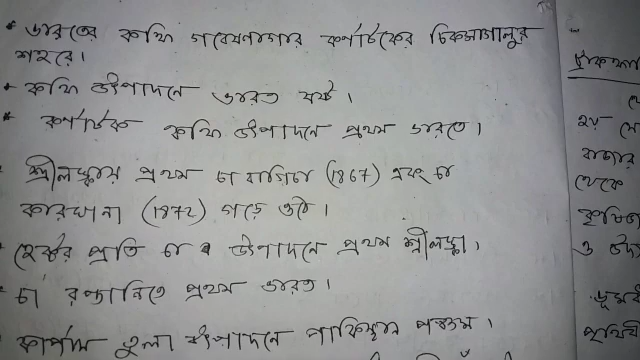 * ভারতের কফি গবেষণাগার কর্ণাটকের চিকমাগালুর
শহরে।
* কফি উৎপাদনে ভারত ষষ্ঠ।
* কর্ণাটক কফি উৎপাদনে প্রথম ভারতে।
শ্রীলঙ্কায় প্রথম চা বাগিচা (1867) এবং চা
কারখানা (1872) গড়ে ওঠে।
হেক্টর প্রতি চা উৎপাদনে প্রথম শ্রীলঙ্কা।
চা রপ্তানিতে প্রথম ভারত।
কার্পাস তুলা উৎপাদনে পাকিস্তান পঞ্চম।
বাজার
থেকে
ও